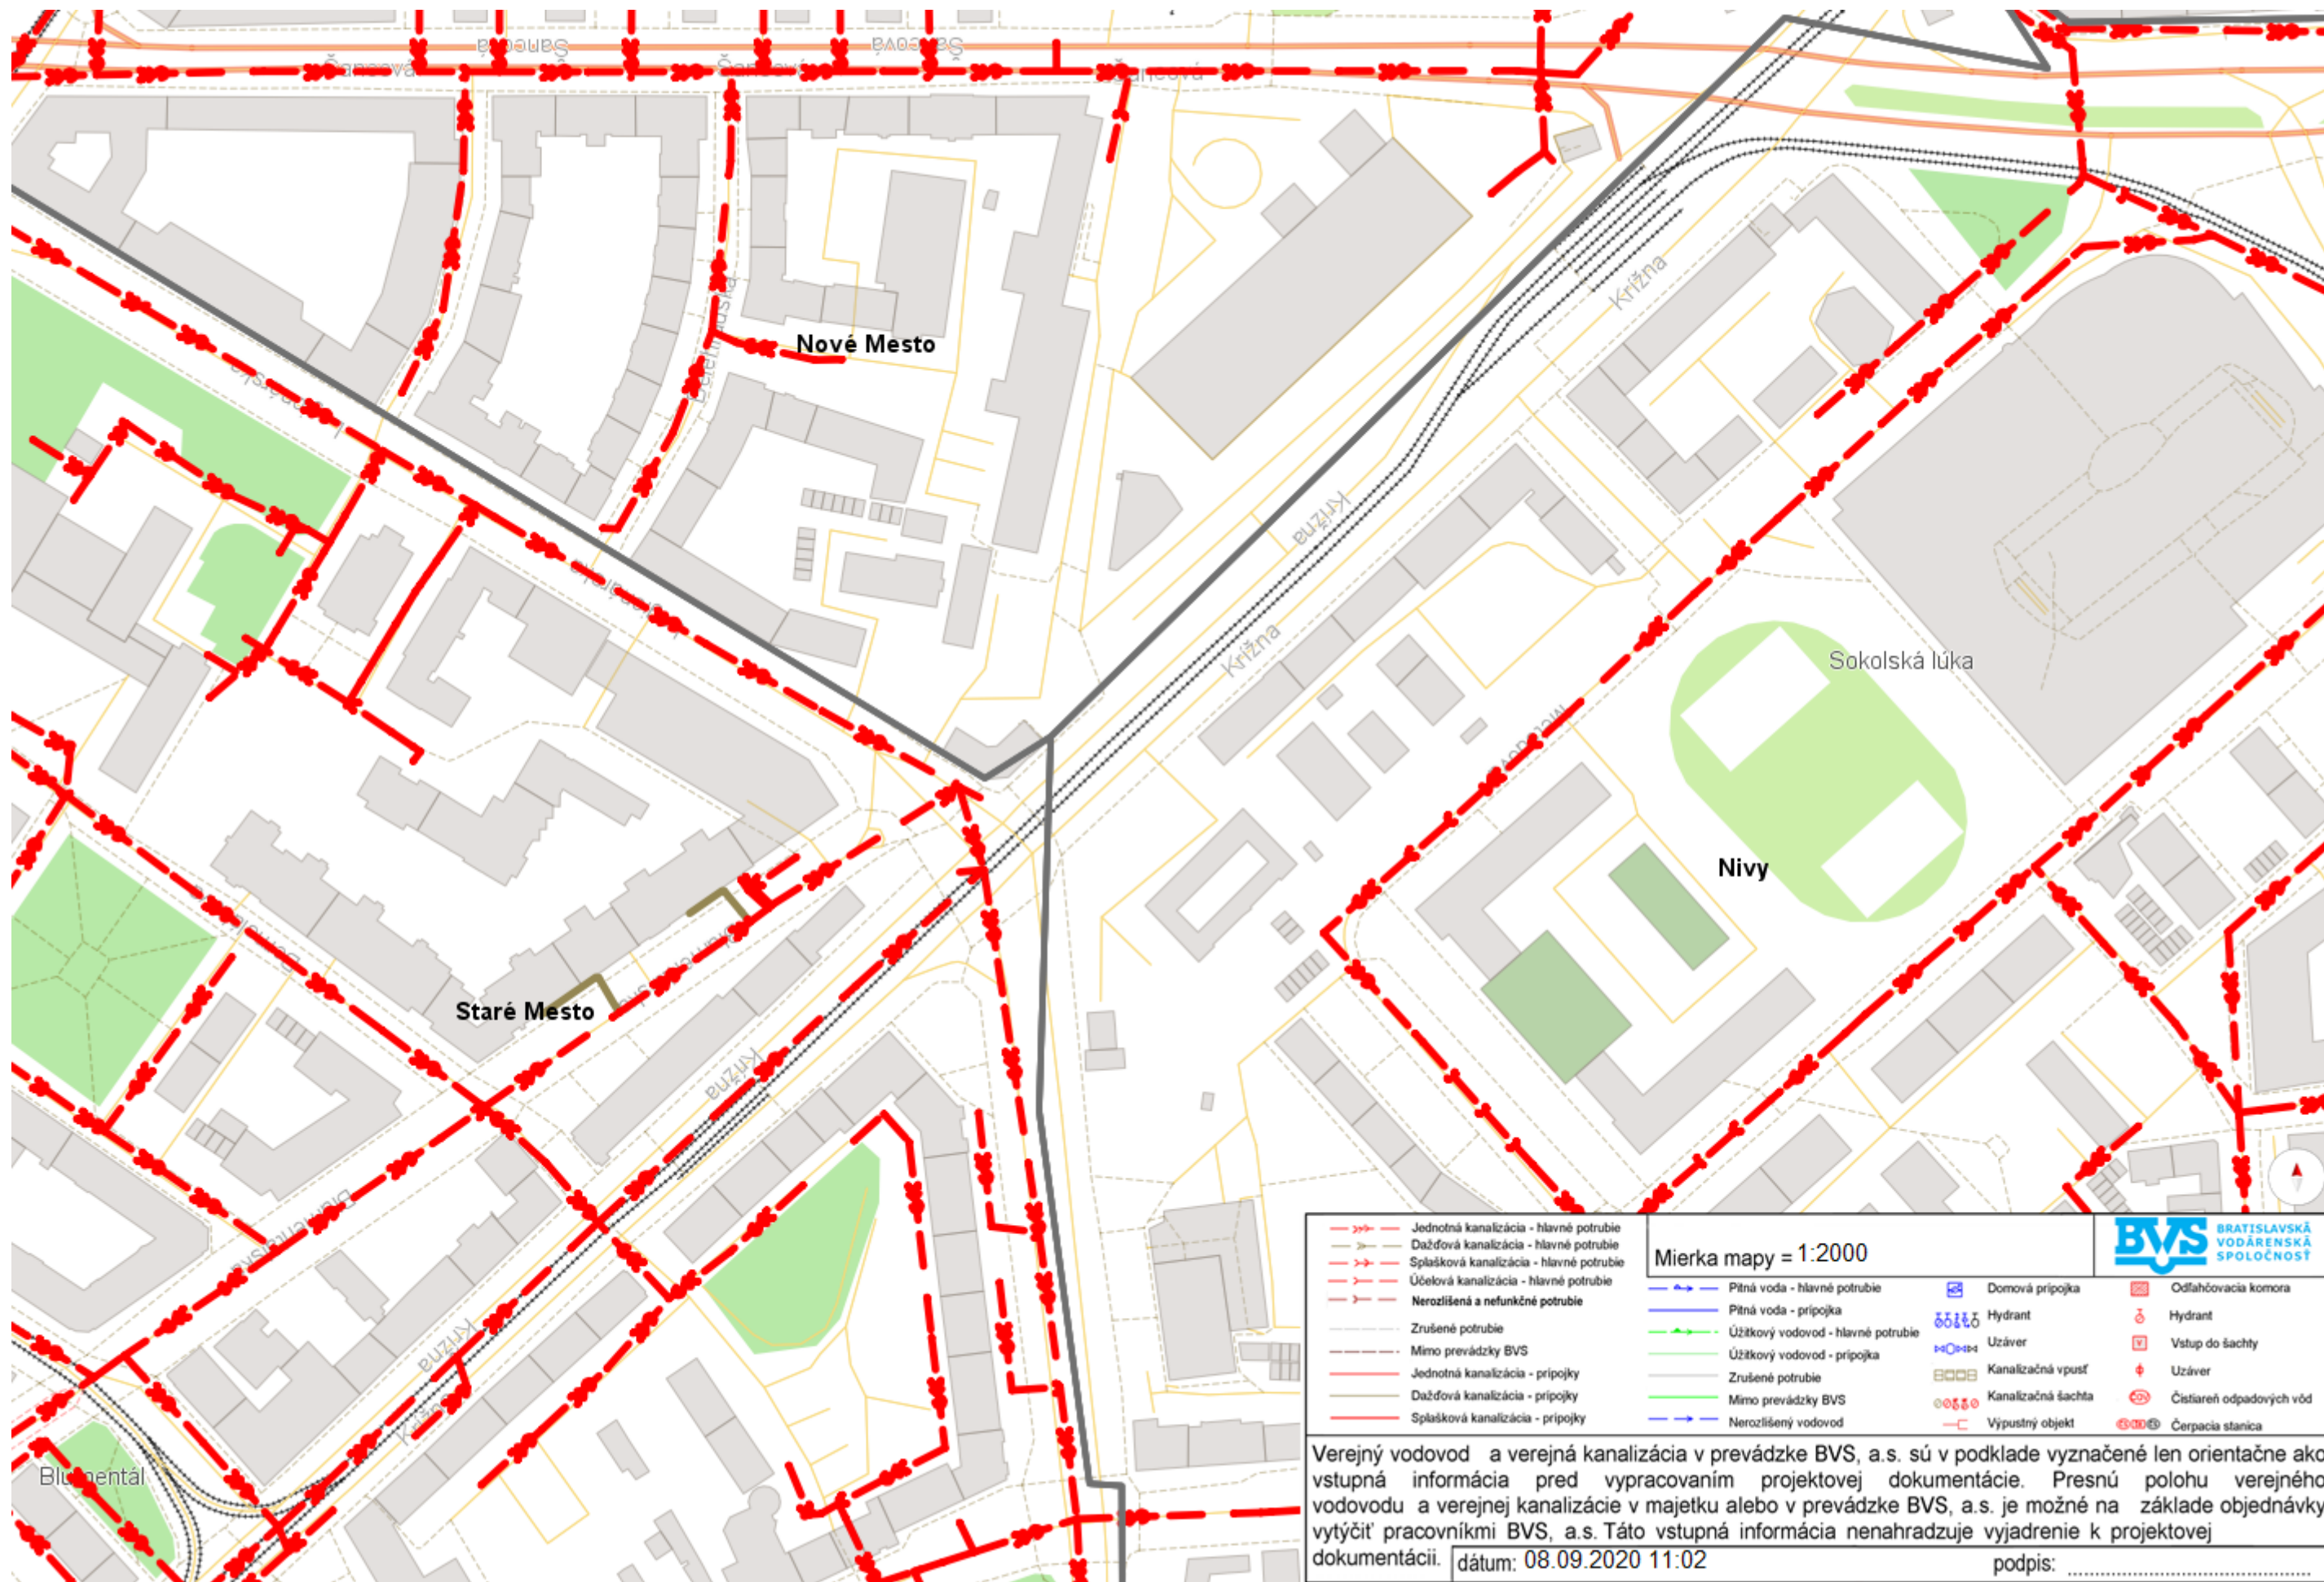 Šancová
Šancová
Šancová
Šancová
Šancová
Nové Mesto
Krížna
Krížna
Krížna
Sokolská lúka
Nivy
Staré Mesto
Krížna
Krížna
Blumentál
Jednotná kanalizácia - hlavné potrubie
Dažďová kanalizácia - hlavné potrubie
Splašková kanalizácia - hlavné potrubie
Účelová kanalizácia - hlavné potrubie
Nerozlíšená a nefunkčné potrubie
Zrušené potrubie
Mimo prevádzky BVS
Jednotná kanalizácia - prípojky
Dažďová kanalizácia - prípojky
Splašková kanalizácia - prípojky
Mierka mapy = 1:2000
BVS BRATISLAVSKÁ
VODÁRENSKÁ
SPOLOČNOSŤ
Pitná voda - hlavné potrubie
Pitná voda - prípojka
Úžitkový vodovod - hlavné potrubie
Úžitkový vodovod - prípojka
Zrušené potrubie
Mimo prevádzky BVS
Nerozlíšený vodovod
Domová prípojka
Hydrant
Uzáver
Kanalizačná vpusť
Kanalizačná šachta
Výpustný objekt
Odľahčovacia komora
Hydrant
Vstup do šachty
Uzáver
Čistiareň odpadových vôd
Čerpacia stanica
Verejný vodovod a verejná kanalizácia v prevádzke BVS, a.s. sú v podklade vyznačené len orientačne ako
vstupná informácia pred vypracovaním projektovej dokumentácie. Presnú polohu verejného
vodovodu a verejnej kanalizácie v majetku alebo v prevádzke BVS, a.s. je možné na základe objednávky
vytýčiť pracovníkmi BVS, a.s. Táto vstupná informácia nenahradzuje vyjadrenie k projektovej
dokumentácii.
dátum: 08.09.2020 11:02
podpis: ........................................